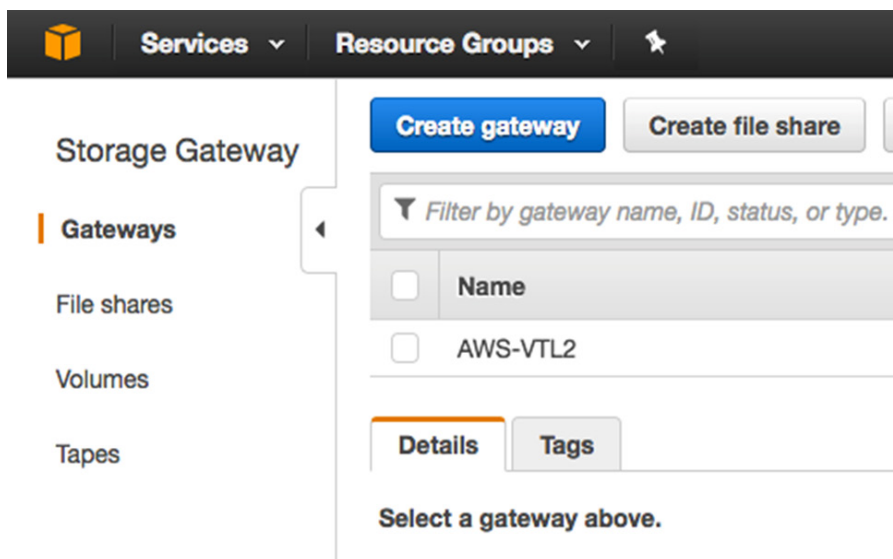 Services Resource Groups
Storage Gateway
Gateways
File shares
Volumes
Tapes
Create gateway Create file share
Filter by gateway name, ID, status, or type.
Name
AWS-VTL2
Details Tags
Select a gateway above.